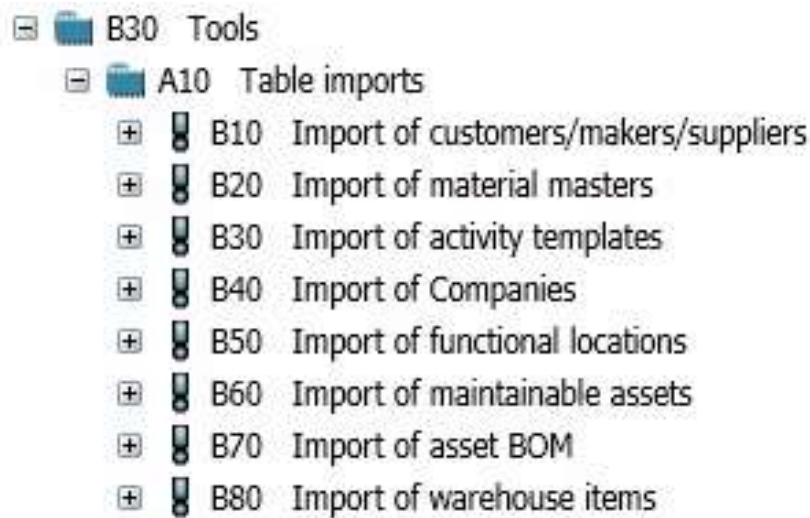 B30 Tools
A10 Table imports
B10 Import of customers/makers/suppliers
B20 Import of material masters
B30 Import of activity templates
B40 Import of Companies
B50 Import of functional locations
B60 Import of maintainable assets
B70 Import of asset BOM
B80 Import of warehouse items